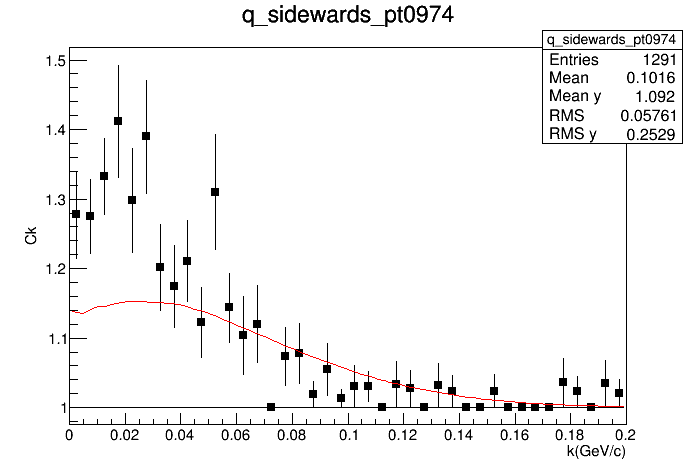 q_sidewards_pt0974
q_sidewards_pt0974
Entries 1291
Mean 0.1016
Mean y 1.092
RMS 0.05761
RMS y 0.2529
1.5
1.4
1.3
1.2
1.1
1
Ck
0 0.02 0.04 0.06 0.08 0.1 0.12 0.14 0.16 0.18 0.2
k(GeV/c)